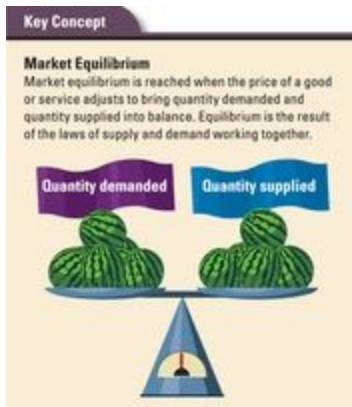 Key Concept
Market Equilibrium
Market equilibrium is reached when the price of a good
or service adjusts to bring quantity demanded and
quantity supplied into balance. Equilibrium is the result
of the laws of supply and demand working together.
Quantity demanded
Quantity supplied